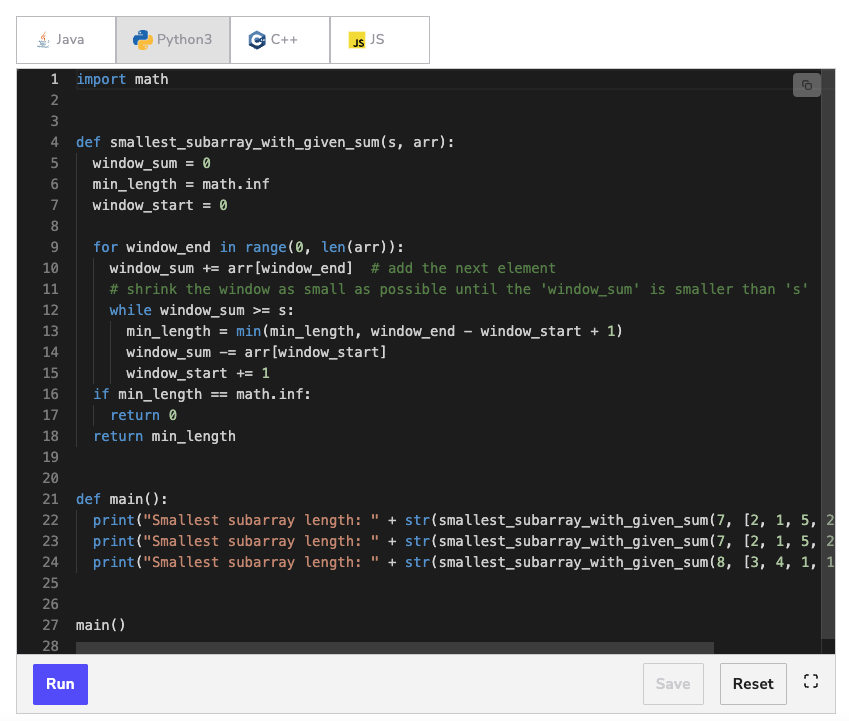 Java Python3 C++ JS JS
1 import math
2
3
4 def smallest_subarray_with_given_sum(s, arr):
5   window_sum = 0
6   min_length = math.inf
7   window_start = 0
8
9   for window_end in range(0, len(arr)):
10     window_sum += arr[window_end]  # add the next element
11     # shrink the window as small as possible until the 'window_sum' is smaller than 's'
12     while window_sum >= s:
13       min_length = min(min_length, window_end - window_start + 1)
14       window_sum -= arr[window_start]
15       window_start += 1
16   if min_length == math.inf:
17     return 0
18   return min_length
19
20
21 def main():
22   print("Smallest subarray length: " + str(smallest_subarray_with_given_sum(7, [2, 1, 5, 2
23   print("Smallest subarray length: " + str(smallest_subarray_with_given_sum(7, [2, 1, 5, 2
24   print("Smallest subarray length: " + str(smallest_subarray_with_given_sum(8, [3, 4, 1, 1
25
26
27 main()
28
Run Save Reset